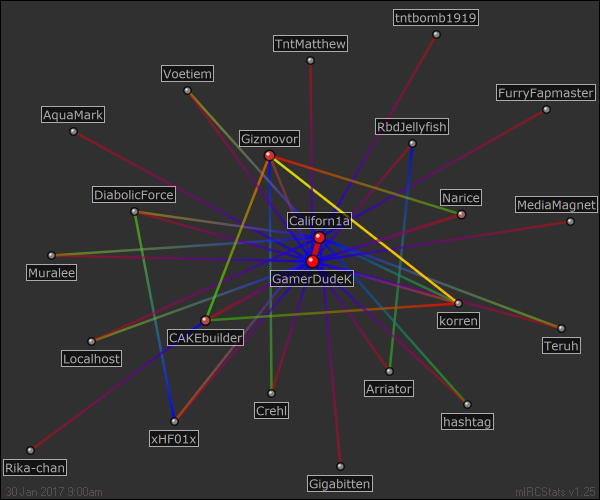 tntbomb1919
TntMatthew
Voetiem
FurryFapmaster
AquaMark
RbdJellyfish
Gizmovor
DiabolicForce
Narice
MediaMagnet
Californ1a
Muralee
GamerDudeK
korren
CAKEbuilder
Teruh
Localhost
Arriator
Crehl
hashtag
xHF01x
Rika-chan
Gigabitten
30 Jan 2017 9:00am
mIRCStats v1.25